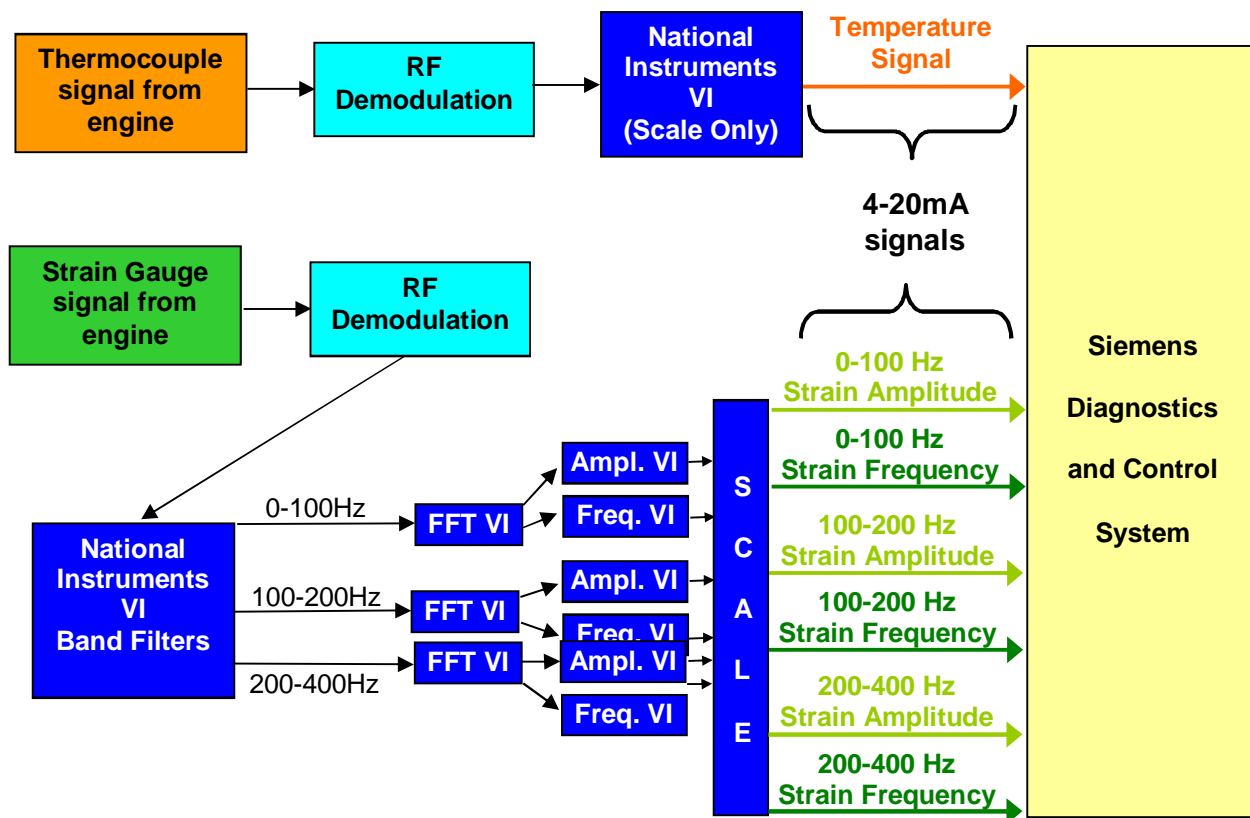 Thermocouple
signal from
engine
RF
Demodulation
National
Instruments
VI
(Scale Only)
Temperature
Signal
4-20mA
signals
Strain Gauge
signal from
engine
RF
Demodulation
National
Instruments
VI
Band Filters
0-100Hz
100-200Hz
200-400Hz
FFT VI
FFT VI
FFT VI
Ampl. VI
Freq. VI
Ampl. VI
Freq. VI
Ampl. VI
Freq. VI
S
C
A
L
E
0-100 Hz
Strain Amplitude
0-100 Hz
Strain Frequency
100-200 Hz
Strain Amplitude
100-200 Hz
Strain Frequency
200-400 Hz
Strain Amplitude
200-400 Hz
Strain Frequency
Siemens
Diagnostics
and Control
System